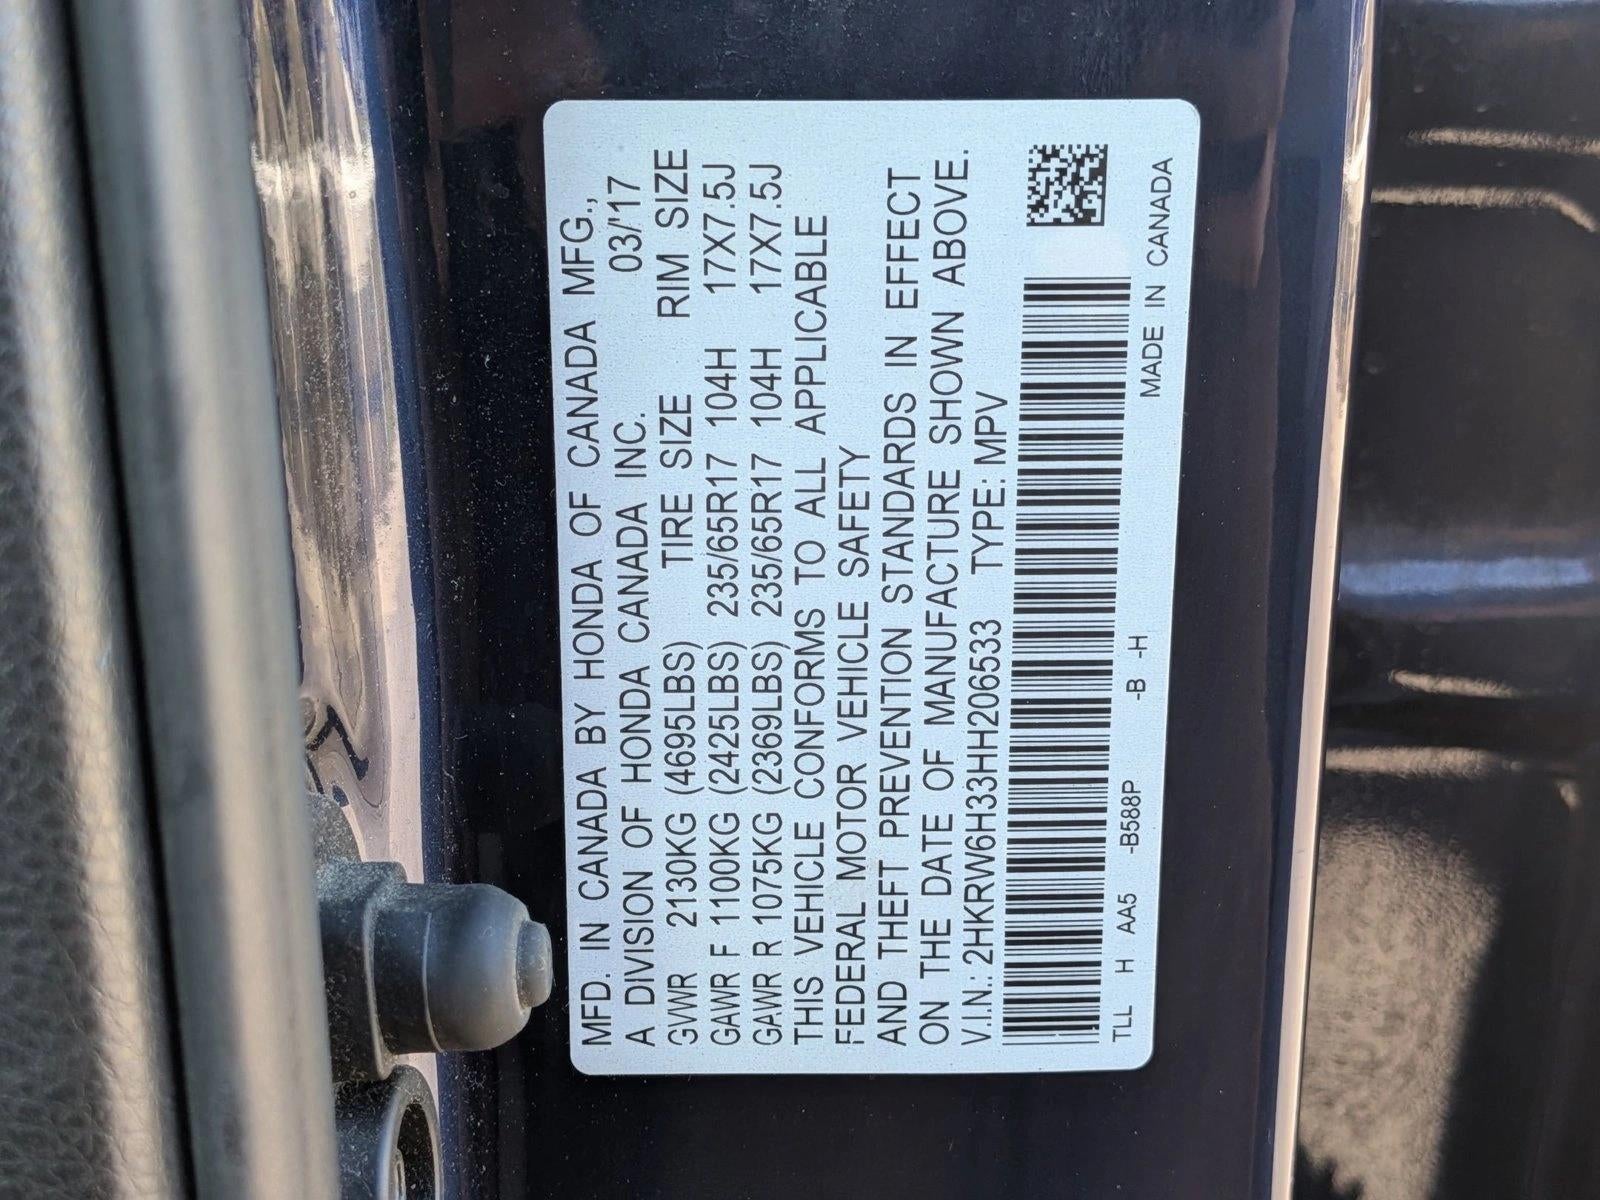 MFD. IN CANADA BY HONDA OF CANADA MFG.,
A DIVISION OF HONDA CANADA INC. 03/'17
GVWR 2130KG (4695LBS) TIRE SIZE RIM SIZE
GAWR F 1100KG (2425LBS) 235/65R17 104H 17X7.5J
GAWR R 1075KG (2369LBS) 235/65R17 104H 17X7.5J
THIS VEHICLE CONFORMS TO ALL APPLICABLE
FEDERAL MOTOR VEHICLE SAFETY
AND THEFT PREVENTION STANDARDS IN EFFECT
ON THE DATE OF MANUFACTURE SHOWN ABOVE.
V.I.N.: 2HKRW6H33HH206533 TYPE: MPV
TLL H AA5 -B588P -B -H MADE IN CANADA